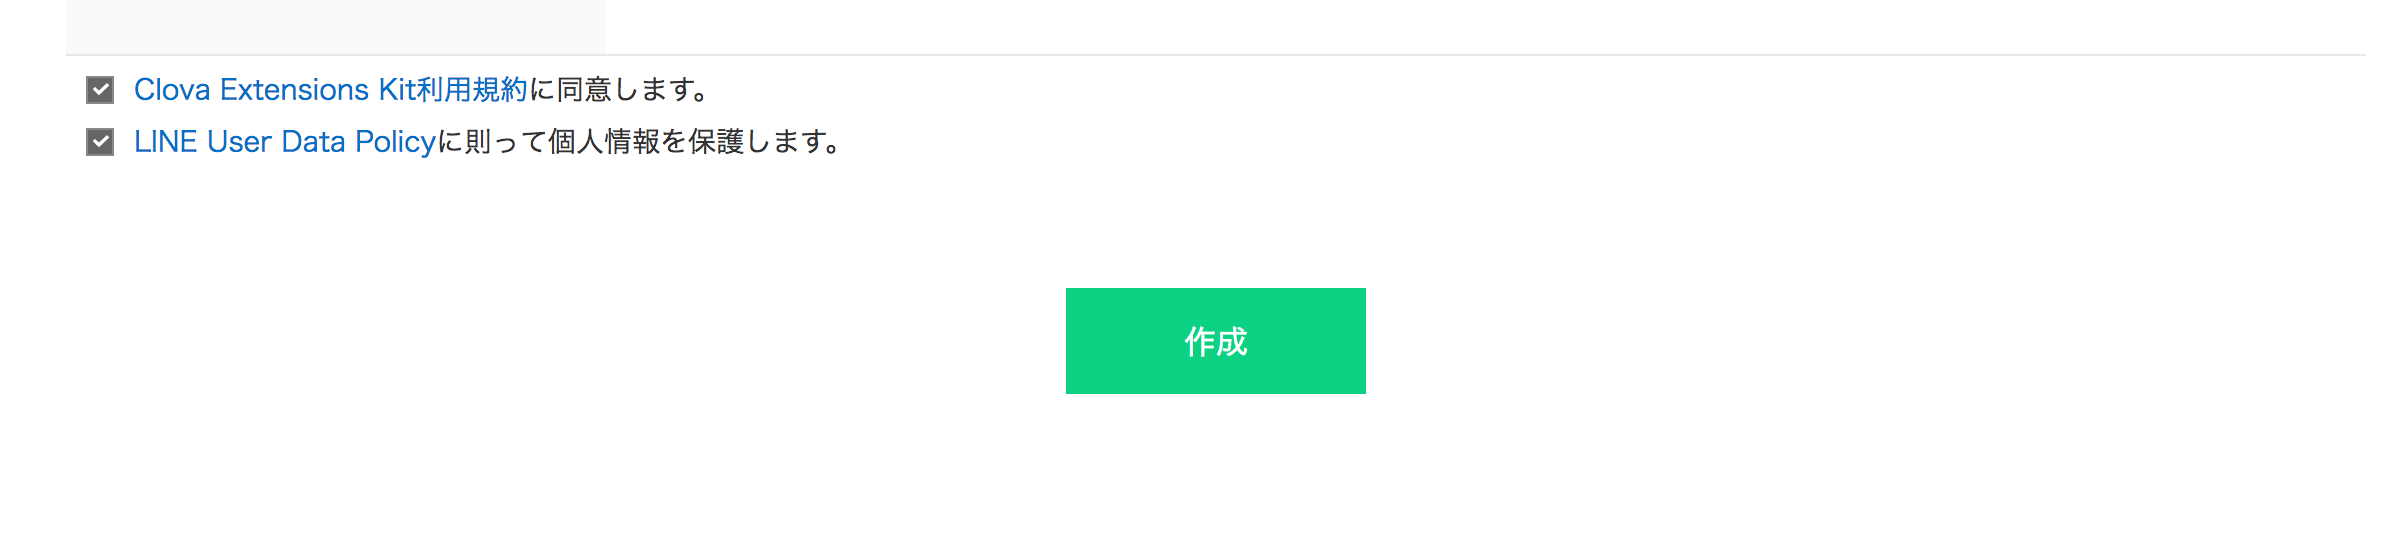 Clova Extensions Kit利用規約に同意します。
LINE User Data Policyに則って個人情報を保護します。
作成